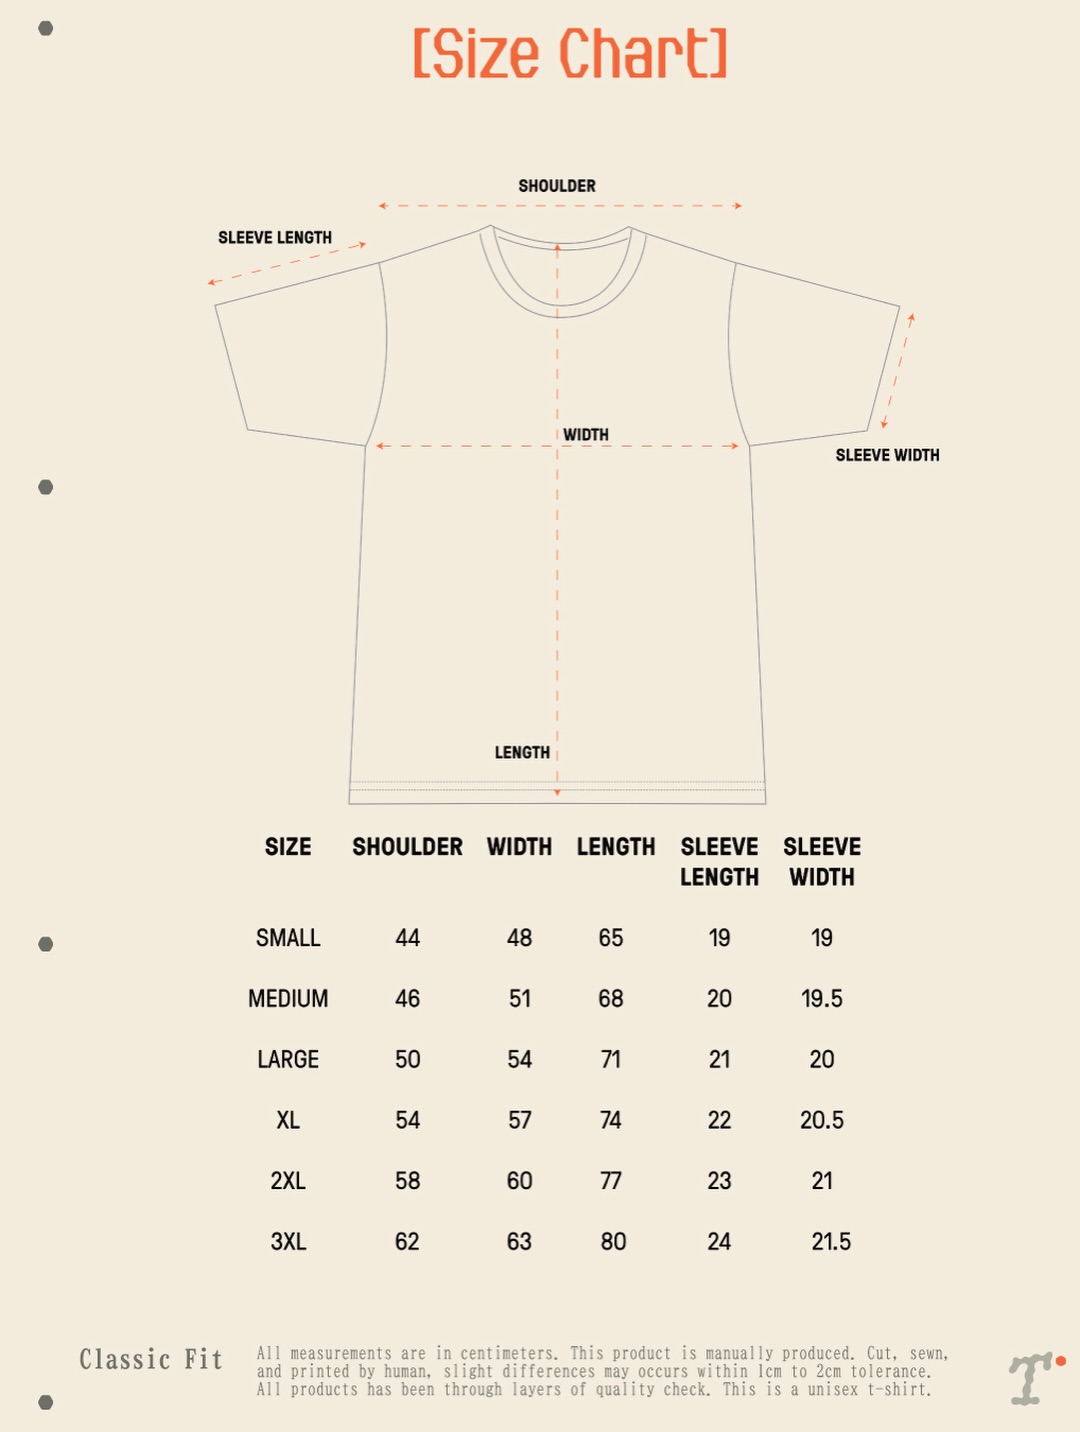 [Size Chart]
SHOULDER
SLEEVE LENGTH
WIDTH
SLEEVE WIDTH
LENGTH
SIZE SHOULDER WIDTH LENGTH SLEEVE LENGTH SLEEVE WIDTH
SMALL 44 48 65 19 19
MEDIUM 46 51 68 20 19.5
LARGE 50 54 71 21 20
XL 54 57 74 22 20.5
2XL 58 60 77 23 21
3XL 62 63 80 24 21.5
Classic Fit
All measurements are in centimeters. This product is manually produced. Cut, sewn,
and printed by human, slight differences may occurs within 1cm to 2cm tolerance.
All products has been through layers of quality check. This is a unisex t-shirt.
T